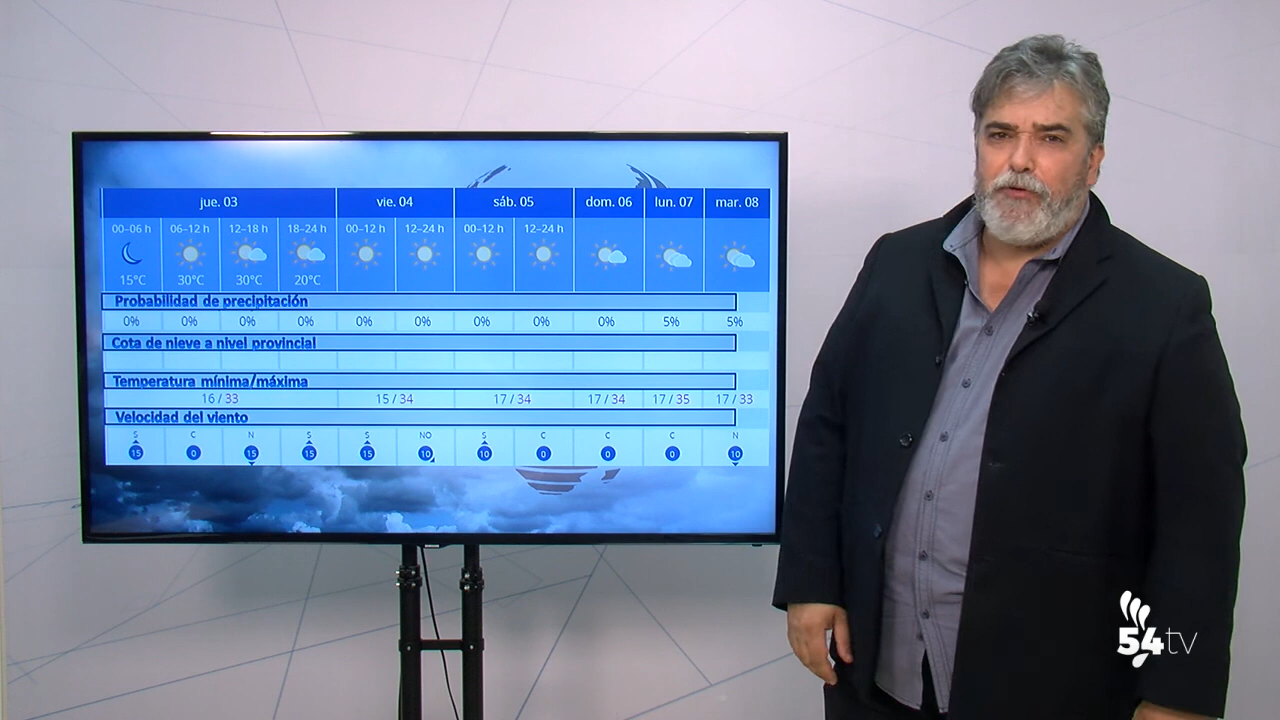 jue. 03 vie. 04 sáb. 05 dom. 06 lun. 07 mar. 08
00–06 h 06–12 h 12–18 h 18–24 h 00–12 h 12–24 h 00–12 h 12–24 h
15°C 30°C 30°C 20°C
Probabilidad de precipitación
0% 0% 0% 0% 0% 0% 0% 0% 0% 5% 5%
Cota de nieve a nivel provincial
Temperatura mínima/máxima
16 / 33 15 / 34 17 / 34 17 / 34 17 / 35 17 / 33
Velocidad del viento
S C N S S NO S C C C N
15 0 15 15 15 10 10 0 0 0 10
54tv